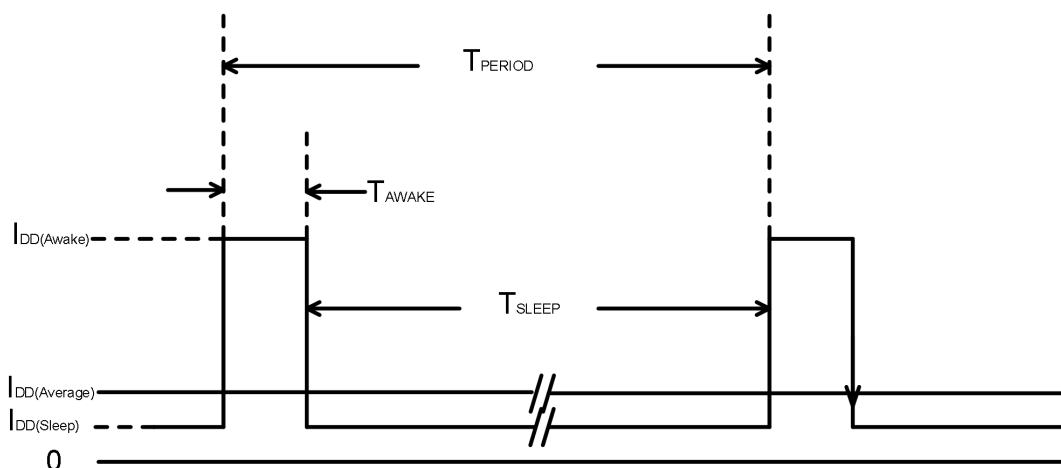 TPERIOD
TAWAKE
IDD(Awake)
TSLEEP
IDD(Average)
IDD(Sleep)
0